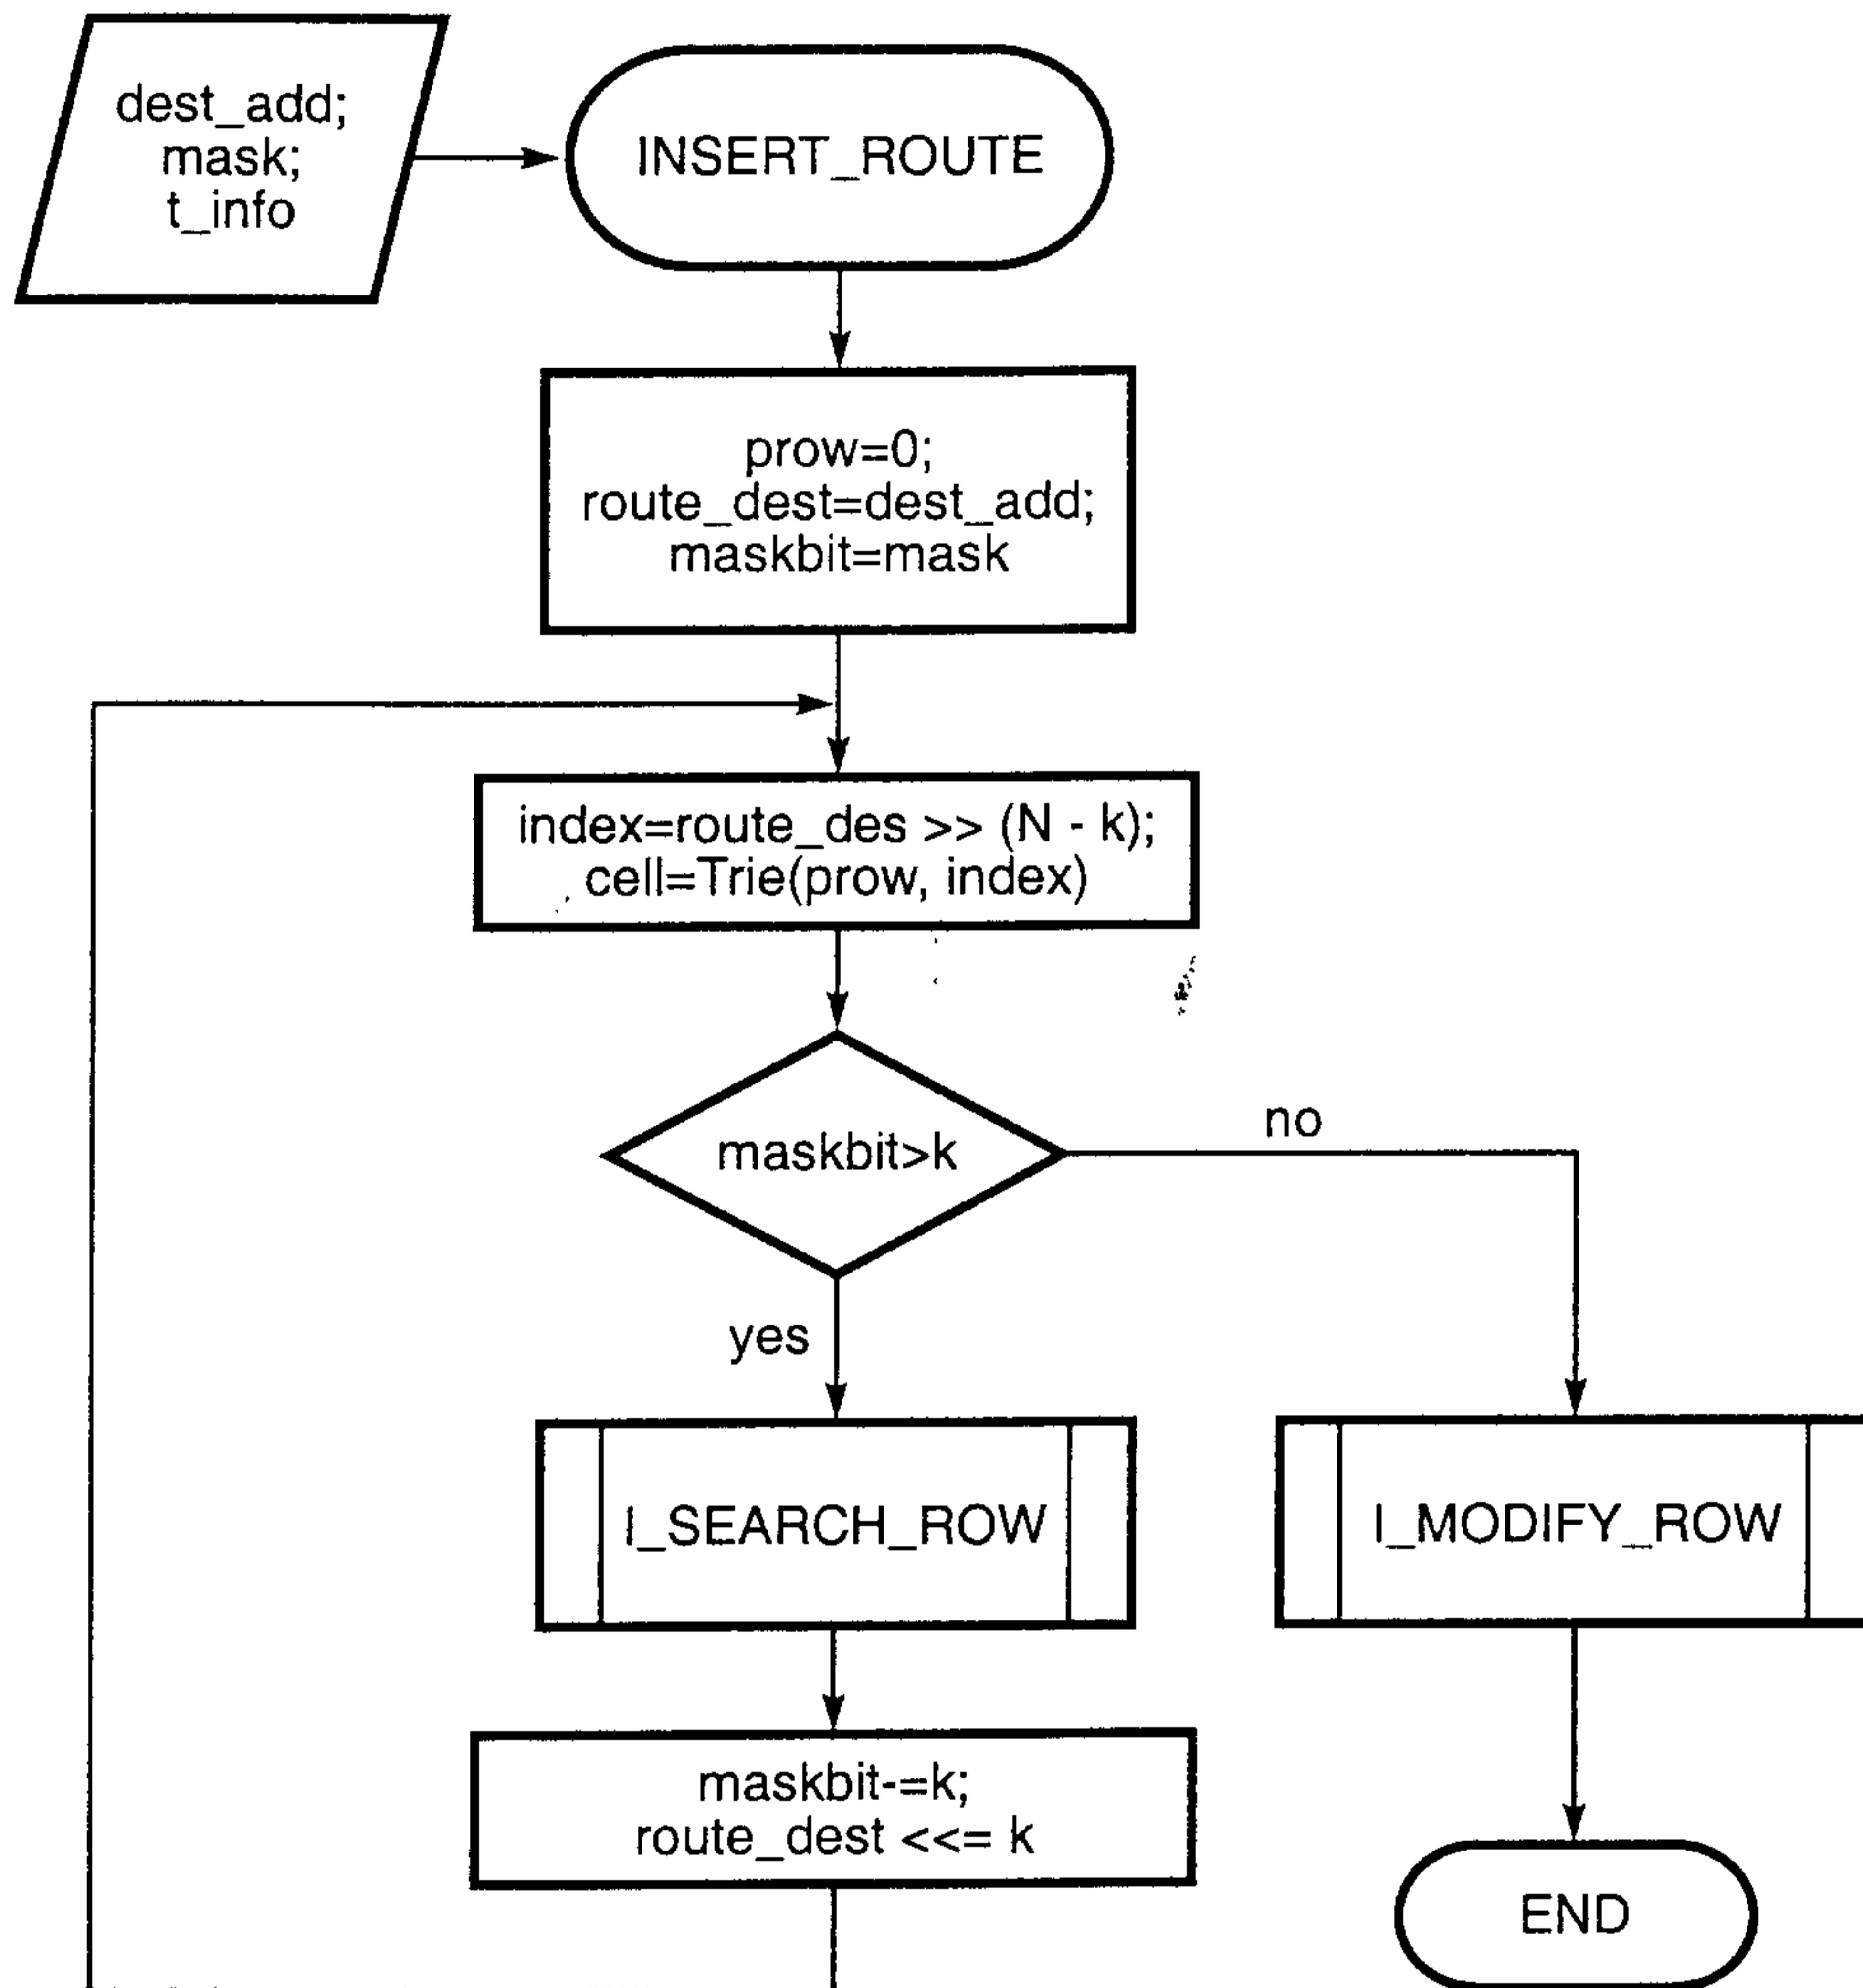 dest_add;
mask;
t_info
INSERT_ROUTE
prow=0;
route_dest=dest_add;
maskbit=mask
index=route_des >> (N - k);
cell=Trie(prow, index)
maskbit>k
no
yes
I_SEARCH_ROW
I_MODIFY_ROW
maskbit-=k;
route_dest <<= k
END